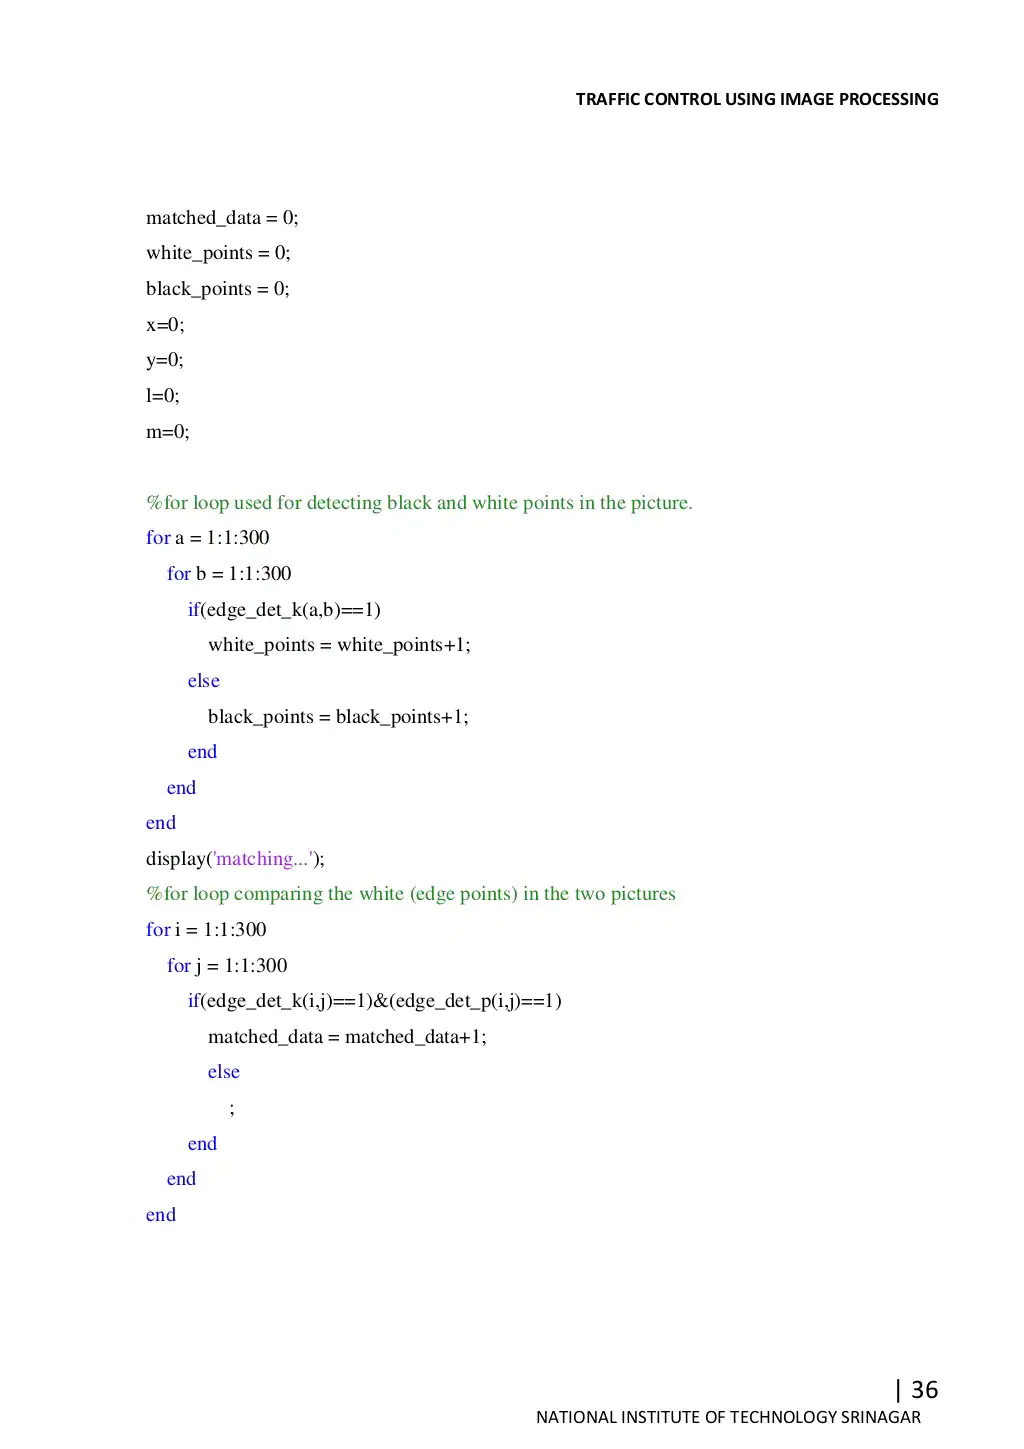 TRAFFIC CONTROL USING IMAGE PROCESSING
matched_data = 0;
white_points = 0;
black_points = 0;
x=0;
y=0;
l=0;
m=0;
%for loop used for detecting black and white points in the picture.
for a = 1:1:300
for b = 1:1:300
if(edge_det_k(a,b)==1)
white_points = white_points+1;
else
black_points = black_points+1;
end
end
end
display('matching...');
%for loop comparing the white (edge points) in the two pictures
for i = 1:1:300
for j = 1:1:300
if(edge_det_k(i,j)==1)&(edge_det_p(i,j)==1)
matched_data = matched_data+1;
else
;
end
end
end
| 36
NATIONAL INSTITUTE OF TECHNOLOGY SRINAGAR